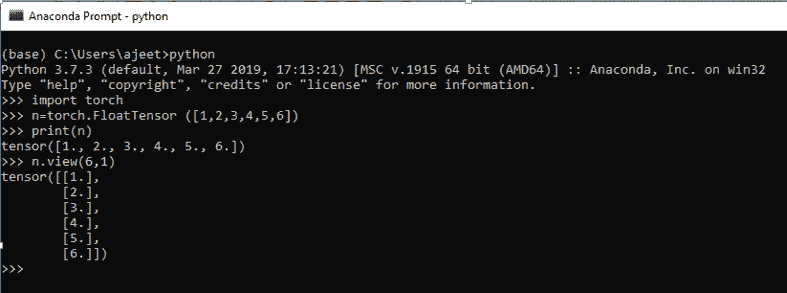 Anaconda Prompt - python
(base) C:\Users\ajeet>python
Python 3.7.3 (default, Mar 27 2019, 17:13:21) [MSC v.1915 64 bit (AMD64)] :: Anaconda, Inc. on win32
Type "help", "copyright", "credits" or "license" for more information.
>>> import torch
>>> n=torch.FloatTensor ([1,2,3,4,5,6])
>>> print(n)
tensor([1., 2., 3., 4., 5., 6.])
>>> n.view(6,1)
tensor([[1.],
        [2.],
        [3.],
        [4.],
        [5.],
        [6.]])
>>>